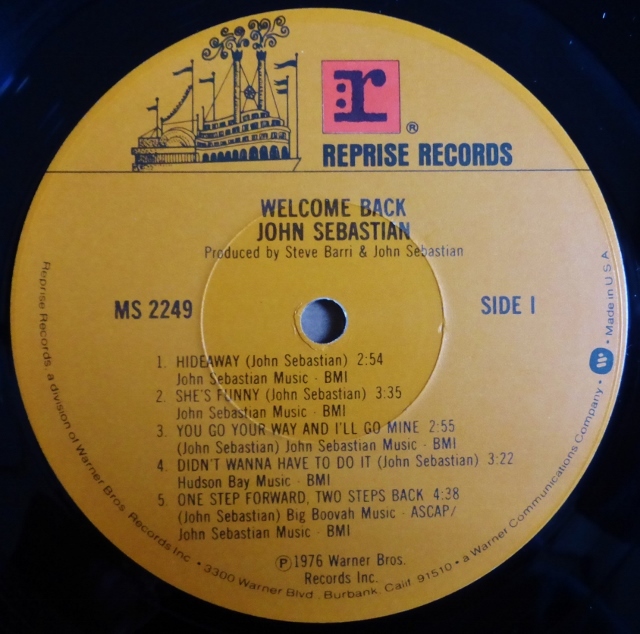 r
®
REPRISE RECORDS
WELCOME BACK
JOHN SEBASTIAN
Produced by Steve Barri & John Sebastian
MS 2249
SIDE 1
1. HIDEAWAY (John Sebastian) 2:54
John Sebastian Music - BMI
2. SHE'S FUNNY (John Sebastian) 3:35
John Sebastian Music - BMI
3. YOU GO YOUR WAY AND I'LL GO MINE 2:55
(John Sebastian) John Sebastian Music - BMI
4. DIDN'T WANNA HAVE TO DO IT (John Sebastian) 3:22
Hudson Bay Music - BMI
5. ONE STEP FORWARD, TWO STEPS BACK 4:38
(John Sebastian) Big Boovah Music - ASCAP/
John Sebastian Music - BMI
℗1976 Warner Bros.
Records Inc.
Reprise Records, a division of Warner Bros. Records Inc. • 3300 Warner Blvd., Burbank, Calif. 91510 • a Warner Communications Company • W • Made in U.S.A.